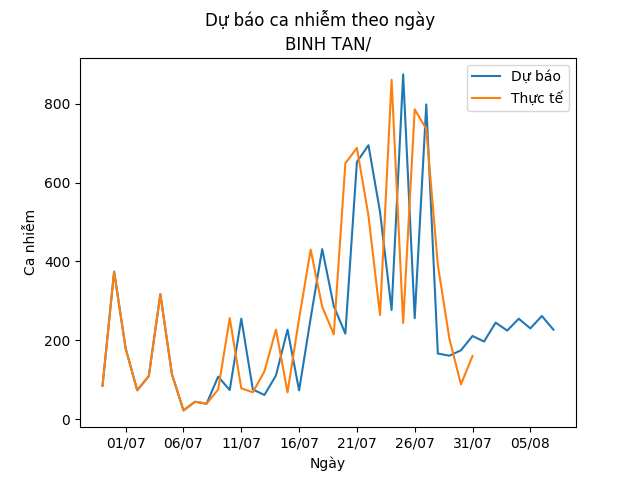 Dự báo ca nhiễm theo ngày
BINH TAN/
Dự báo
Thực tế
Ca nhiễm
800
600
400
200
0
01/07 06/07 11/07 16/07 21/07 26/07 31/07 05/08
Ngày